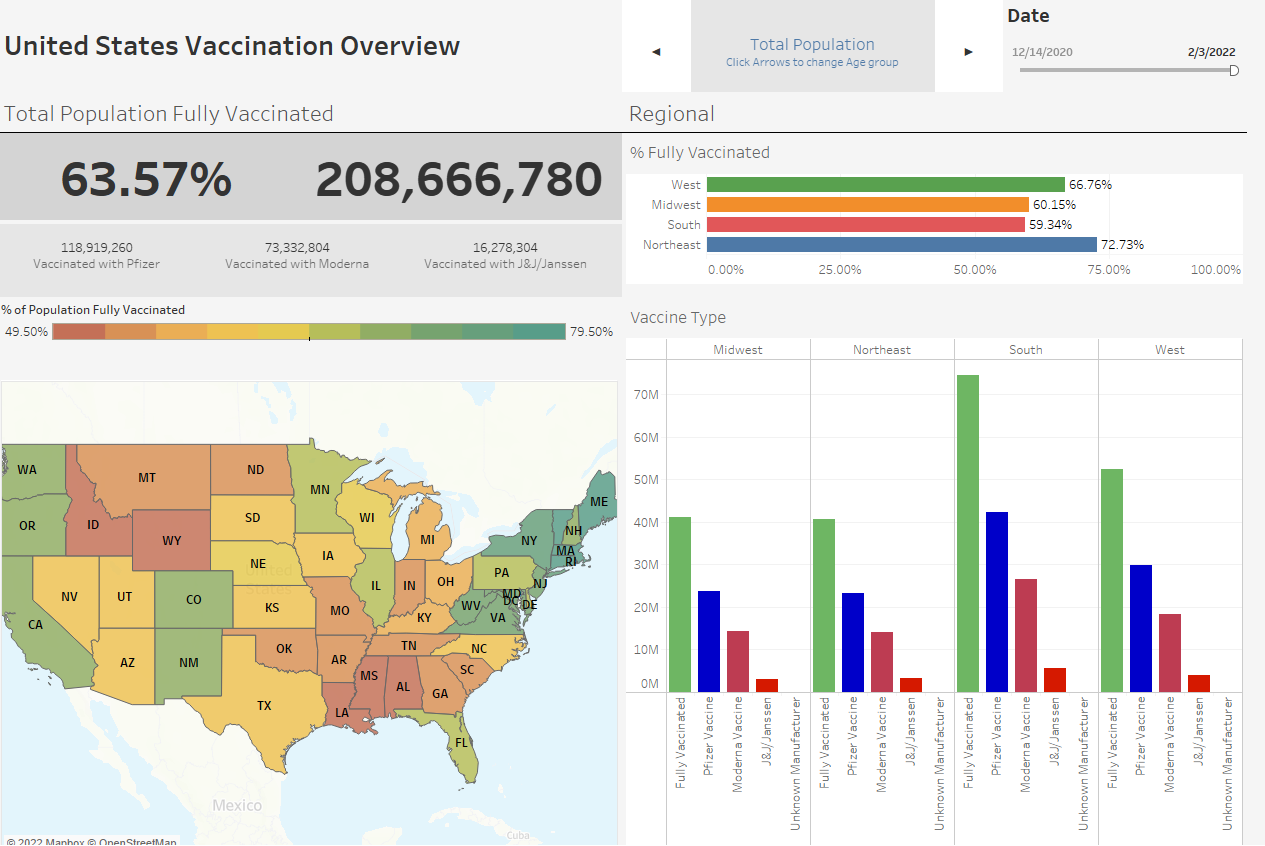 United States Vaccination Overview
◄
Total Population
Click Arrows to change Age group
►
Date
12/14/2020
2/3/2022
Total Population Fully Vaccinated
63.57%
208,666,780
118,919,260
Vaccinated with Pfizer
73,332,804
Vaccinated with Moderna
16,278,304
Vaccinated with J&J/Janssen
% of Population Fully Vaccinated
49.50%
79.50%
WA
MT
ND
MN
OR
ID
WY
SD
WI
MI
NY
ME
NH
MA
RI
NV
UT
CO
NE
IA
IL
IN
OH
PA
NJ
MD
DC
DE
CA
KS
MO
KY
WV
VA
AZ
NM
OK
AR
TN
NC
SC
TX
LA
MS
AL
GA
FL
United
States
Mexico
Cuba
© 2022 Mapbox © OpenStreetMap
Regional
% Fully Vaccinated
West
66.76%
Midwest
60.15%
South
59.34%
Northeast
72.73%
0.00%
25.00%
50.00%
75.00%
100.00%
Vaccine Type
Midwest
Northeast
South
West
70M
60M
50M
40M
30M
20M
10M
0M
Fully Vaccinated
Pfizer Vaccine
Moderna Vaccine
J&J/Janssen
Unknown Manufacturer
Fully Vaccinated
Pfizer Vaccine
Moderna Vaccine
J&J/Janssen
Unknown Manufacturer
Fully Vaccinated
Pfizer Vaccine
Moderna Vaccine
J&J/Janssen
Unknown Manufacturer
Fully Vaccinated
Pfizer Vaccine
Moderna Vaccine
J&J/Janssen
Unknown Manufacturer